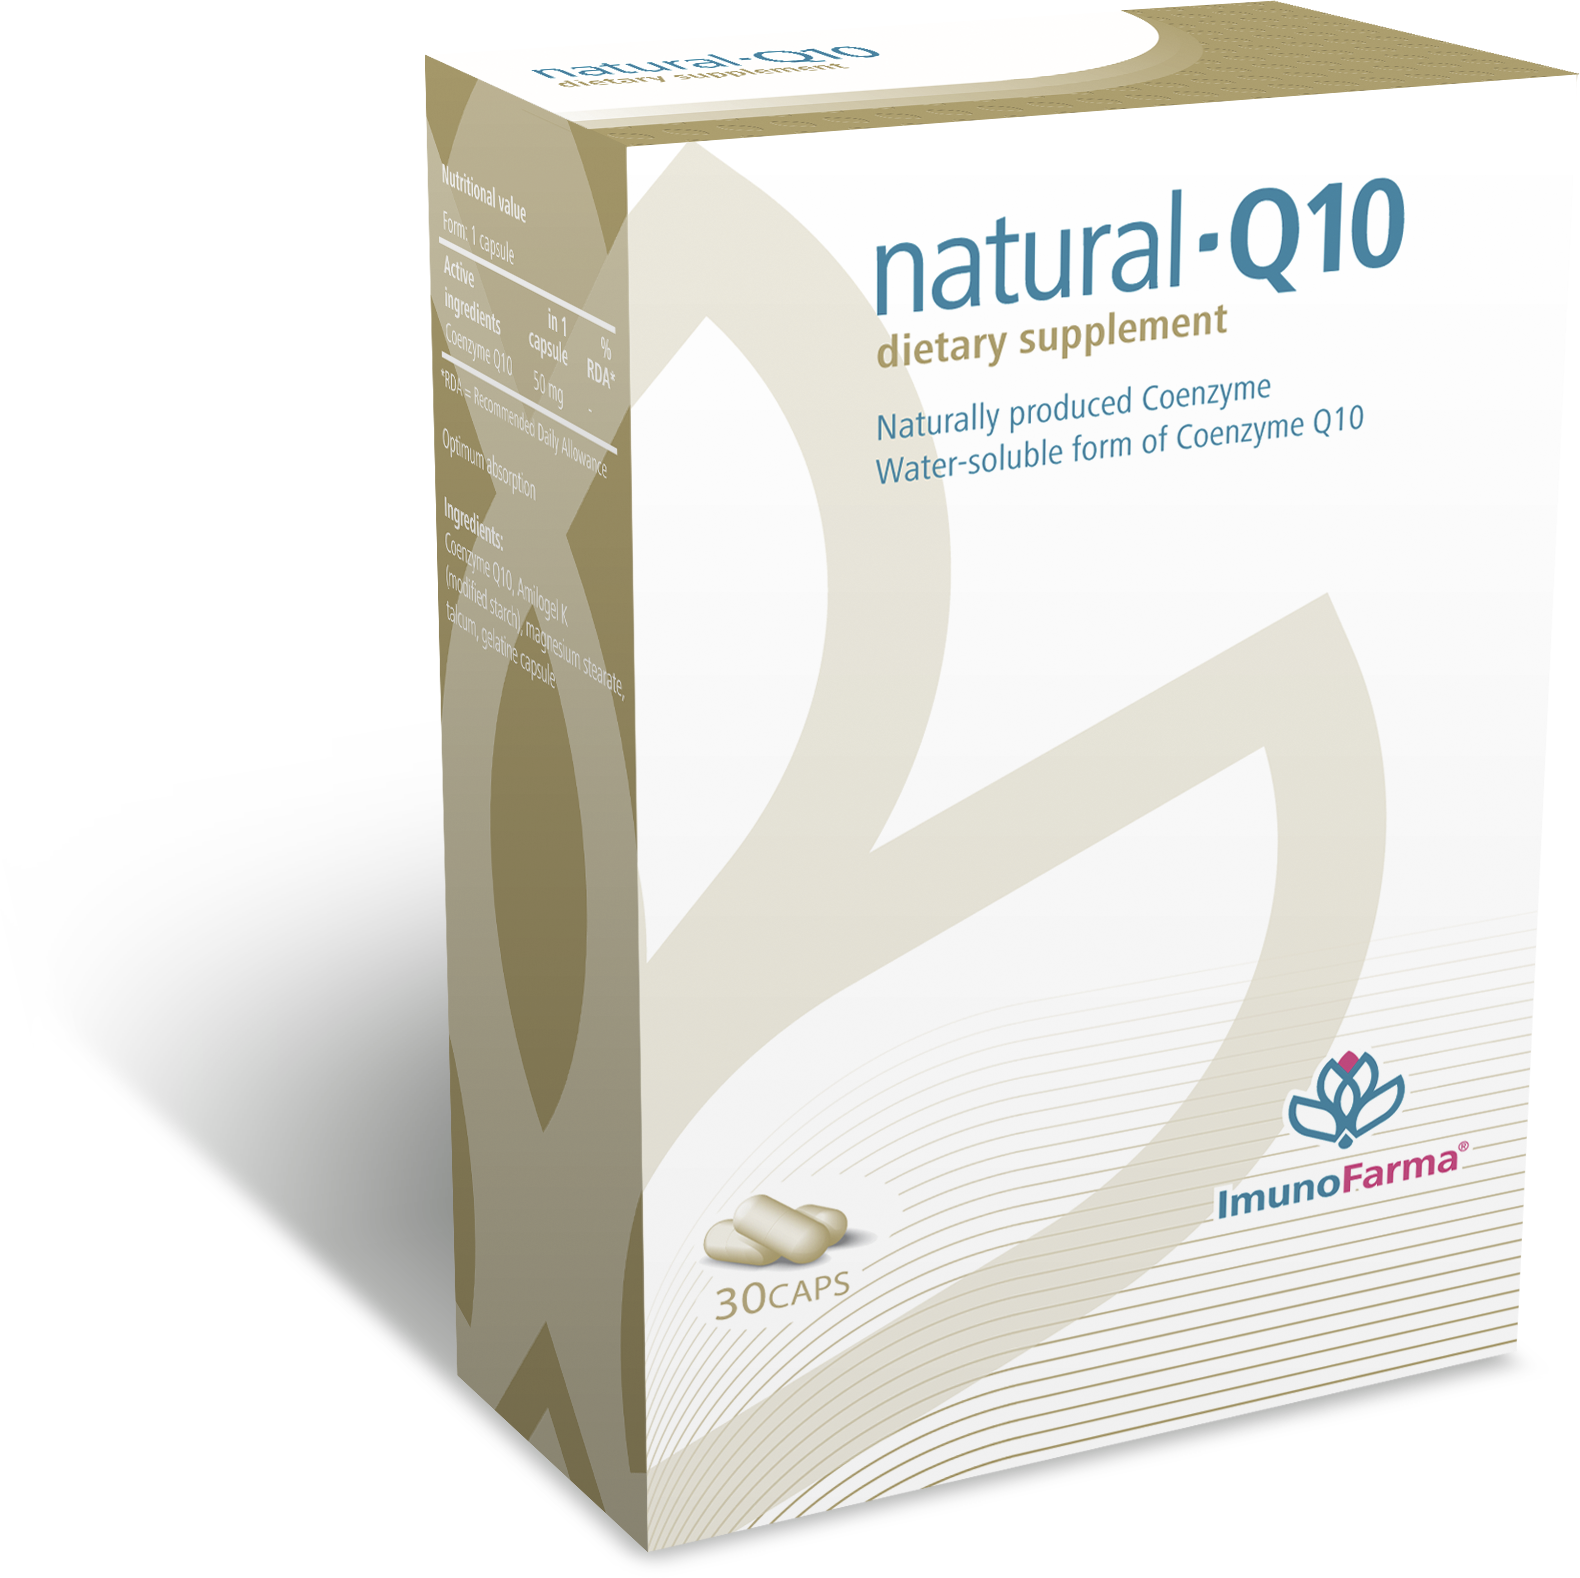 natural·Q10
dietary supplement
natural·Q10
dietary supplement
Naturally produced Coenzyme
Water-soluble form of Coenzyme Q10
30CAPS
ImunoFarma®
Nutritional value
Form: 1 capsule
Active
ingredients
in 1
capsule
%
RDA*
Coenzyme Q10 50 mg -
*RDA = Recommended Daily Allowance
Optimum absorption
Ingredients:
Coenzyme Q10, Amilogel K
(modified starch), magnesium stearate,
talcum, gelatine capsule